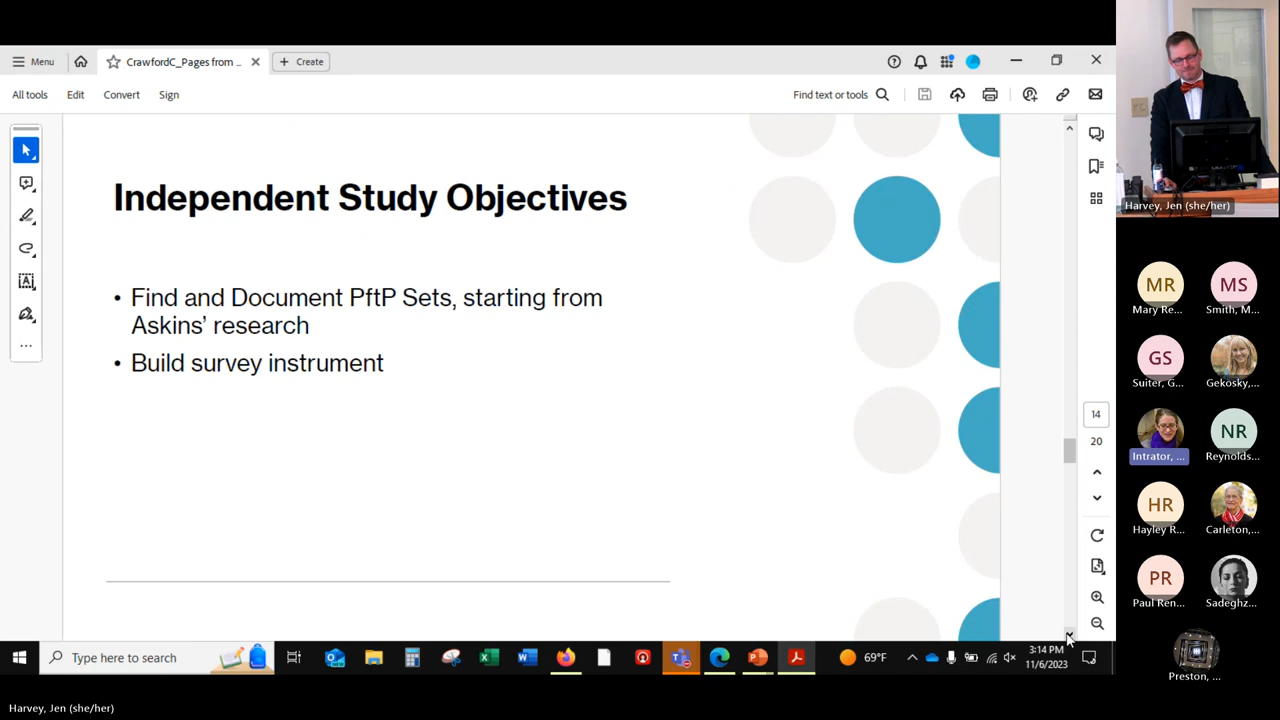 Menu
CrawfordC_Pages from ...
Create
All tools
Edit
Convert
Sign
Find text or tools
Independent Study Objectives
• Find and Document PftP Sets, starting from
Askins' research
• Build survey instrument
14
20
Type here to search
69°F
3:14 PM
11/6/2023
Harvey, Jen (she/her)
MR
Mary Re...
MS
Smith, M...
GS
Suiter, G...
Gekosky,...
Intrator, ...
NR
Reynolds...
HR
Hayley R...
Carleton,...
PR
Paul Ren...
Sadeghz...
Preston, ...
Harvey, Jen (she/her)